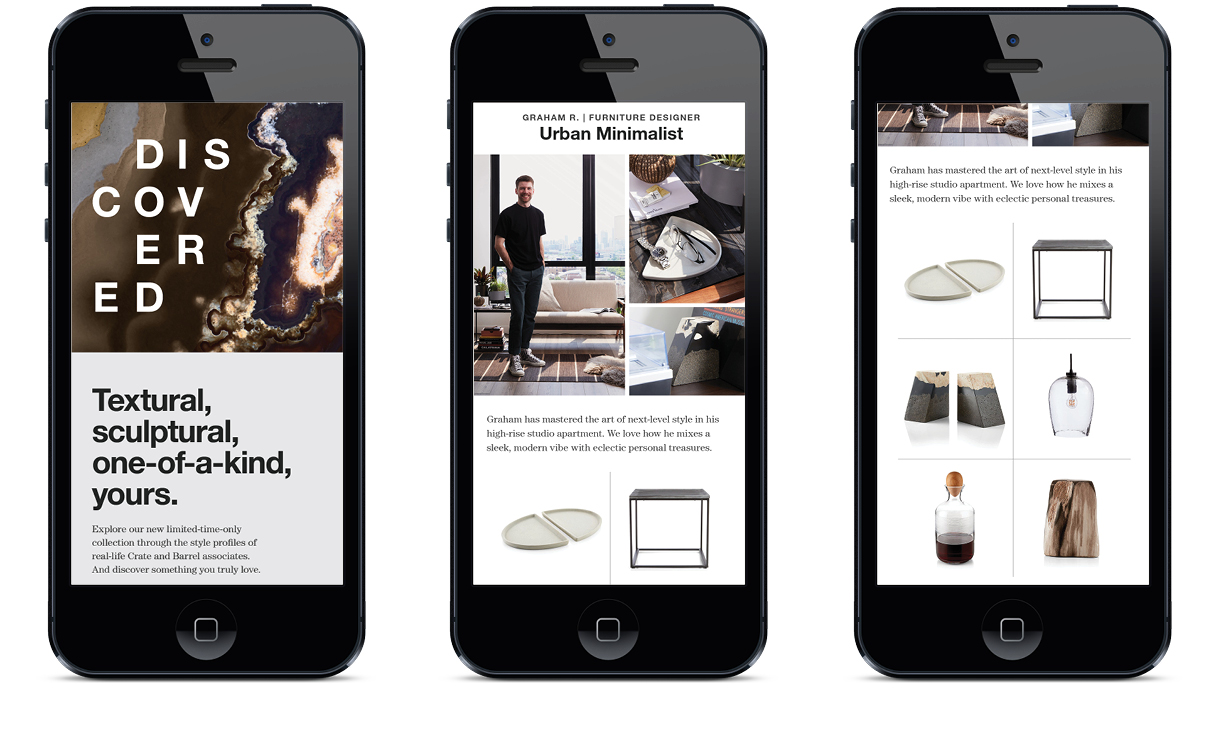 DIS
COV
ER
ED
Textural,
sculptural,
one-of-a-kind,
yours.
Explore our new limited-time-only
collection through the style profiles of
real-life Crate and Barrel associates.
And discover something you truly love.
GRAHAM R. | FURNITURE DESIGNER
Urban Minimalist
Graham has mastered the art of next-level style in his
high-rise studio apartment. We love how he mixes a
sleek, modern vibe with eclectic personal treasures.
Graham has mastered the art of next-level style in his
high-rise studio apartment. We love how he mixes a
sleek, modern vibe with eclectic personal treasures.